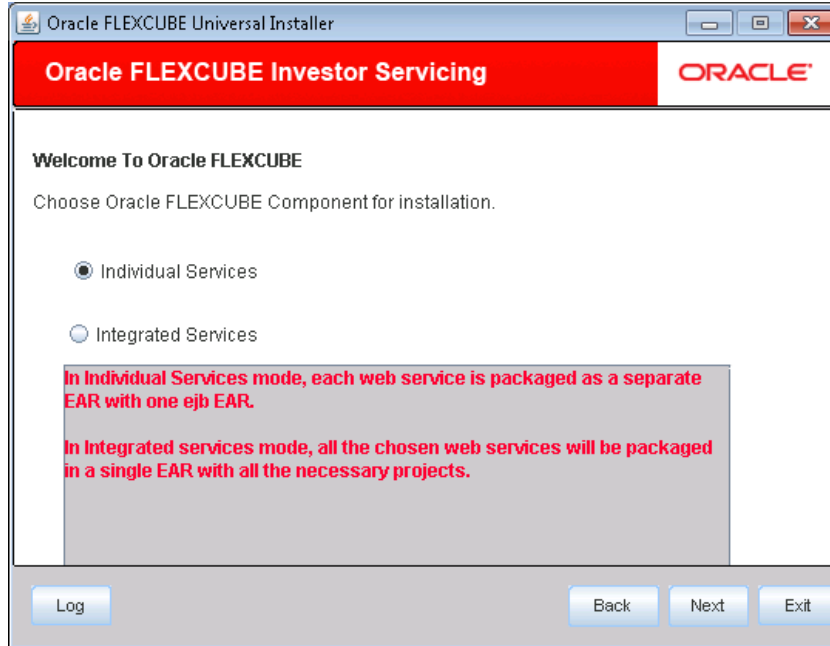 Oracle FLEXCUBE Universal Installer
Oracle FLEXCUBE Investor Servicing
ORACLE
Welcome To Oracle FLEXCUBE
Choose Oracle FLEXCUBE Component for installation.
Individual Services
Integrated Services
In Individual Services mode, each web service is packaged as a separate
EAR with one ejb EAR.
In Integrated services mode, all the chosen web services will be packaged
in a single EAR with all the necessary projects.
Log
Back
Next
Exit